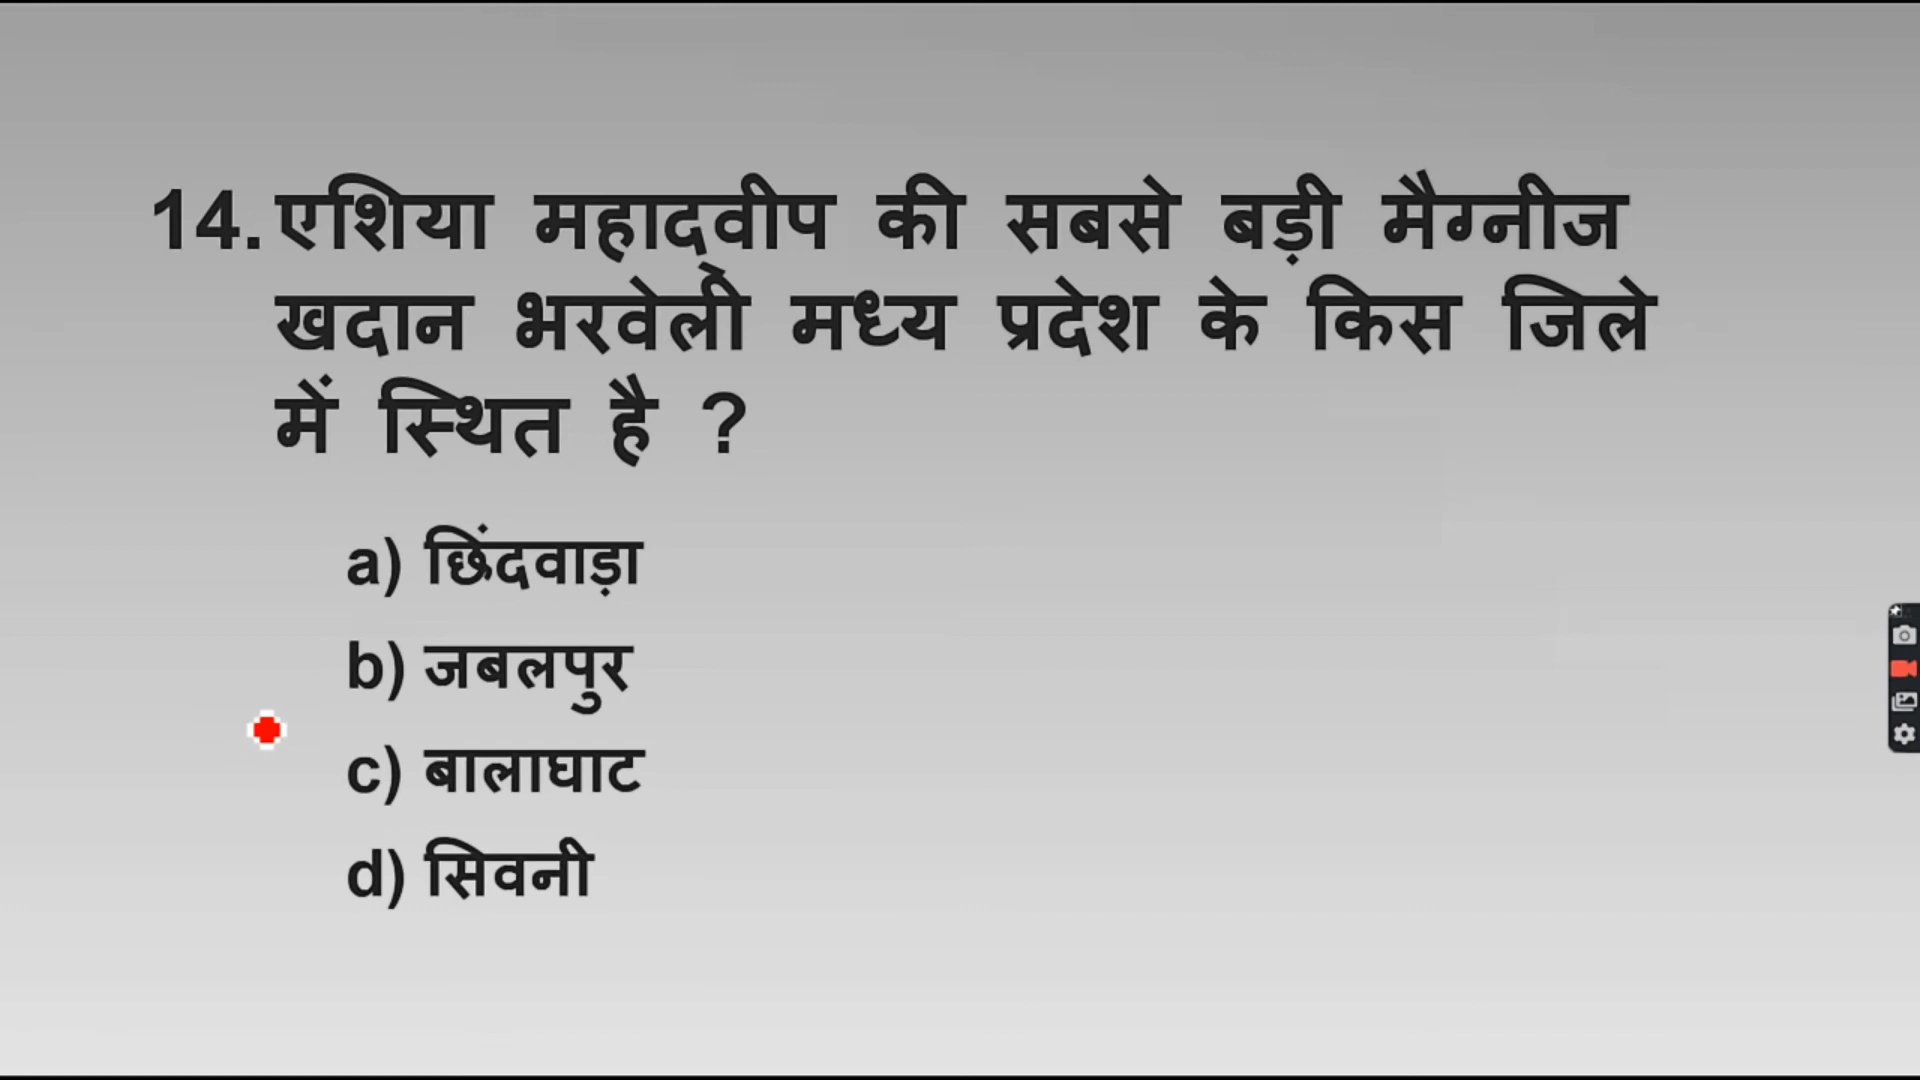 14. एशिया महाद्वीप की सबसे बड़ी मैग्नीज
खदान भरवेली मध्य प्रदेश के किस जिले
में स्थित है ?
a) छिंदवाड़ा
b) जबलपुर
c) बालाघाट
d) सिवनी